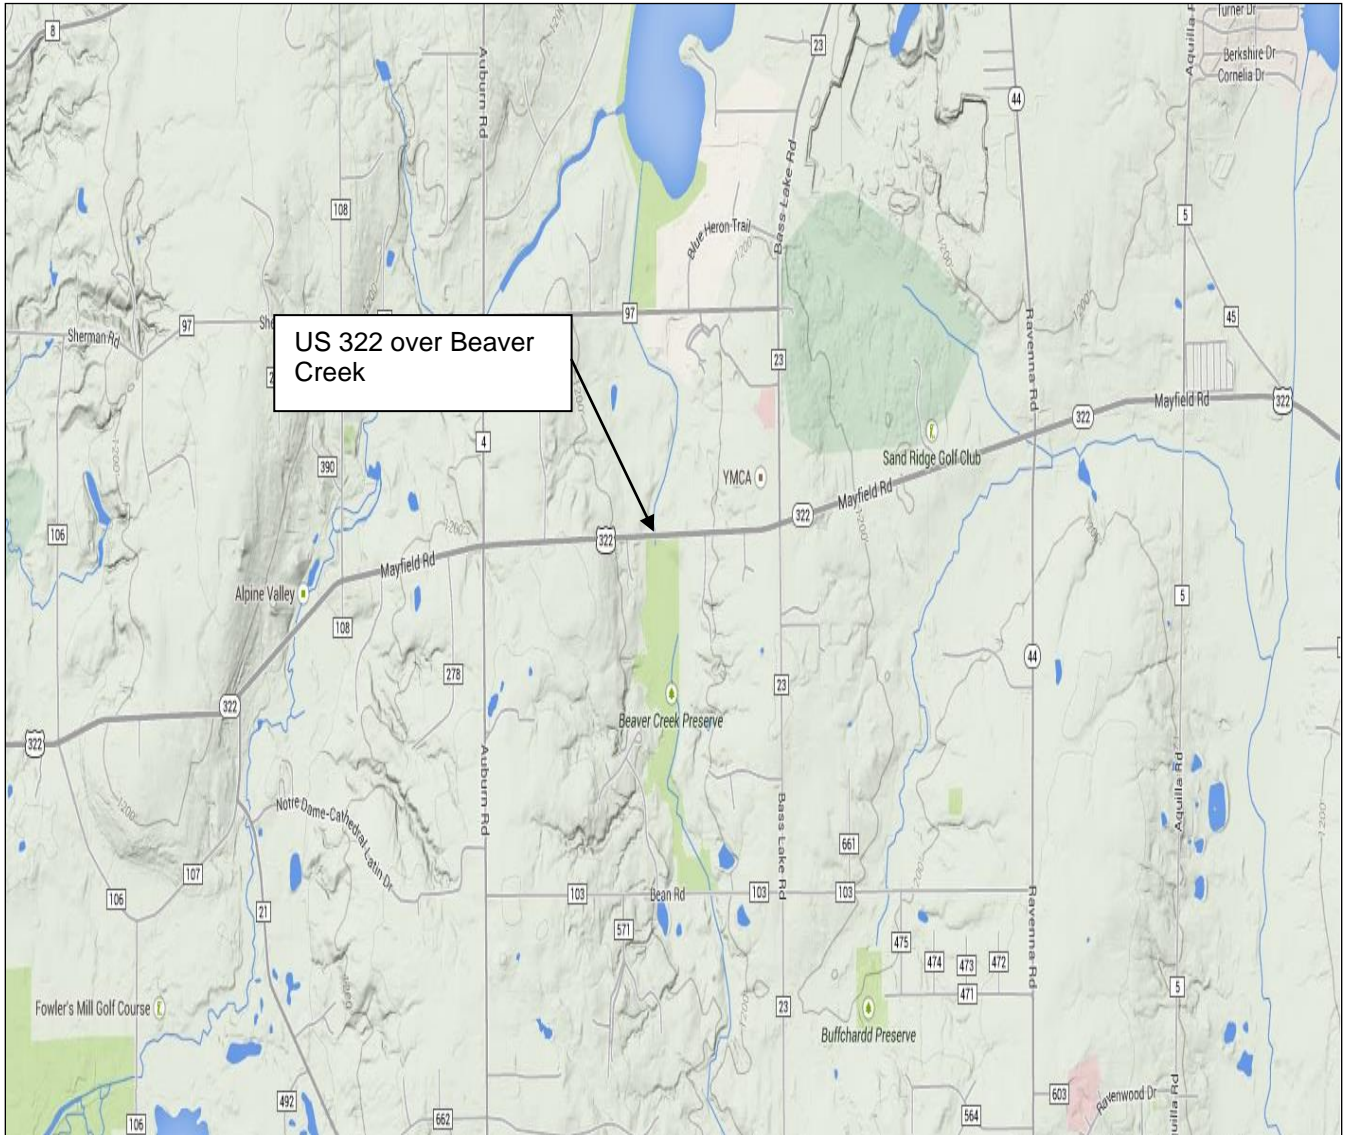 Turner Dr
8
23
Berkshire Dr
Cornelia Dr
Auburn Rd
44
108
Bass Lake Rd
5
Blue Heron Trail
1200'
97
97
45
Sherman Rd
She
US 322 over Beaver
Creek
23
Ravenna Rd
322
Mayfield Rd
322
4
390
Sand Ridge Golf Club
YMCA
Mayfield Rd
322
106
322
Mayfield Rd
Alpine Valley
5
108
44
278
23
322
Beaver Creek Preserve
322
Auburn Rd
Aquilla Rd
1200'
Notre Dame-Cathedral Latin Dr
Bass Lake Rd
661
107
106
103
Bean Rd
103
103
21
Ravenna Rd
571
475
474
473
472
471
5
Fowler's Mill Golf Course
23
Buffchardd Preserve
603
Ravenwood Dr
492
662
564
106